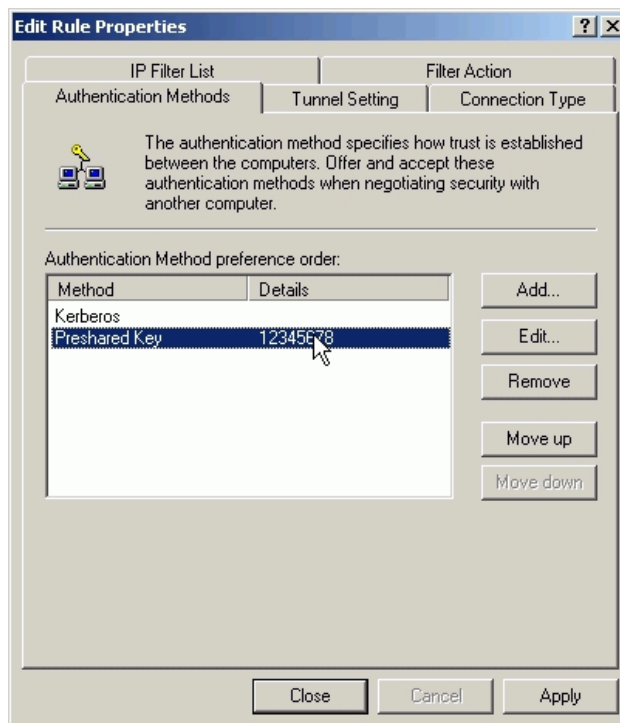 Edit Rule Properties
IP Filter List
Filter Action
Authentication Methods
Tunnel Setting
Connection Type
The authentication method specifies how trust is established
between the computers. Offer and accept these
authentication methods when negotiating security with
another computer.
Authentication Method preference order:
Method Details
Kerberos
Preshared Key 12345678
Add...
Edit...
Remove
Move up
Move down
Close
Cancel
Apply